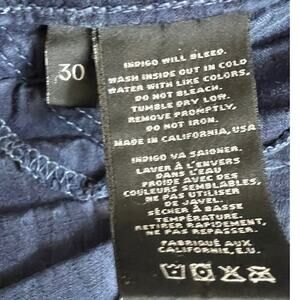 30
INDIGO WILL BLEED.
WASH INSIDE OUT IN COLD
WATER WITH LIKE COLORS,
DO NOT BLEACH.
TUMBLE DRY LOW.
REMOVE PROMPTLY,
DO NOT IRON.
MADE IN CALIFORNIA, USA
INDIGO VA SAIGNER.
LAVER À L'ENVERS
DANS L'EAU
FROIDE AVEC DES
COULEURS SEMBLABLES,
NE PAS UTILISER
DE JAVEL.
SÉCHER À BASSE
TEMPÉRATURE.
RETIRER RAPIDEMENT,
NE PAS REPASSER.
FABRIQUÉ AUX
CALIFORNIE, É.U.